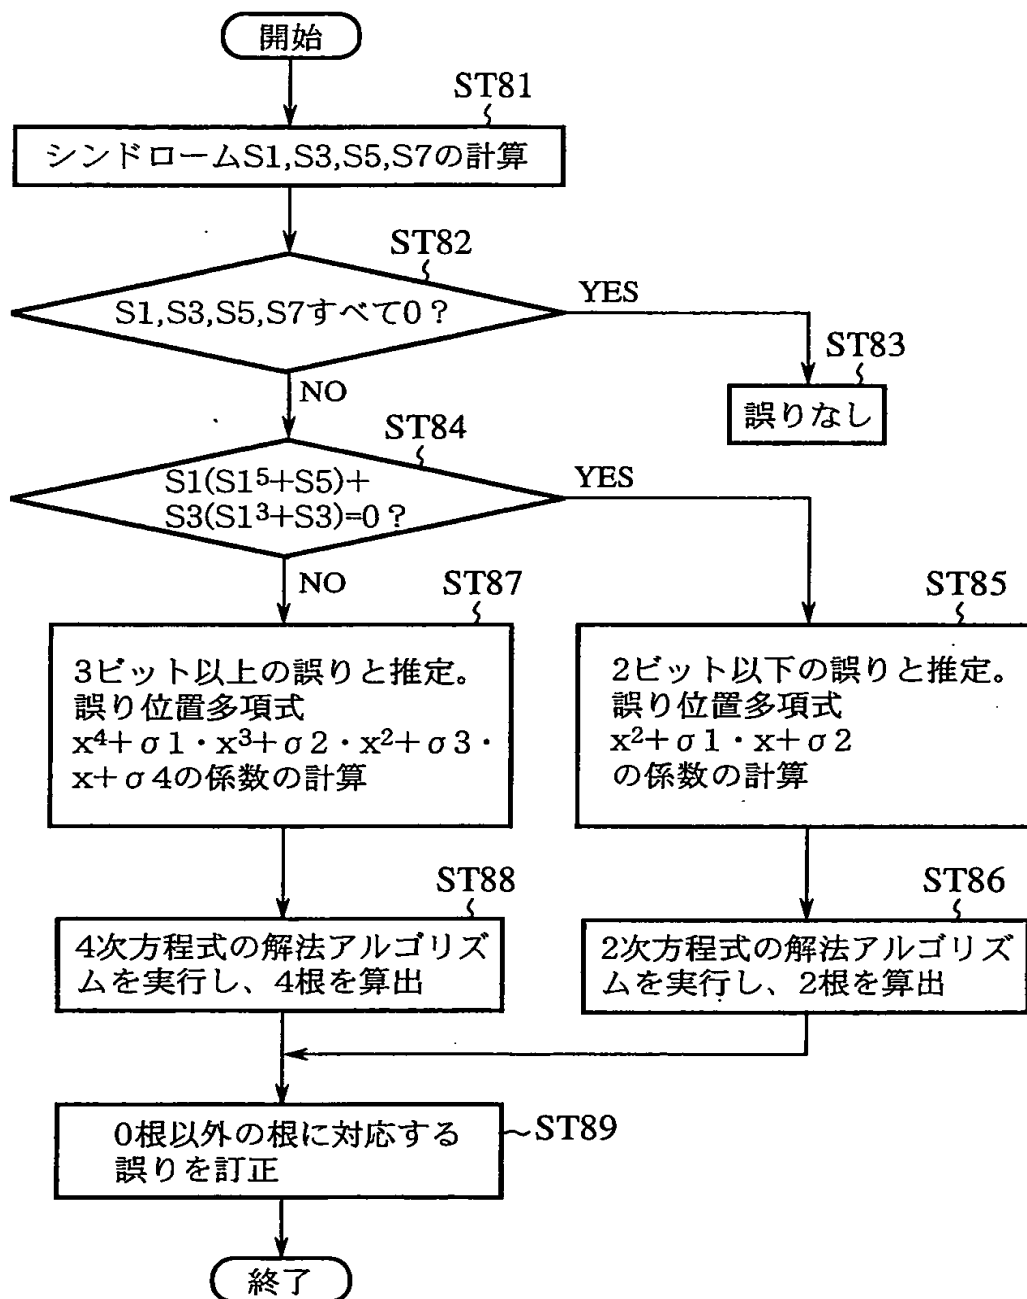 開始
ST81
シンドロームS1,S3,S5,S7の計算
ST82
S1,S3,S5,S7すべて0？
YES
ST83
誤りなし
NO
ST84
S1(S1⁵+S5)+
S3(S1³+S3)=0？
YES
NO
ST87
3ビット以上の誤りと推定。
誤り位置多項式
x⁴+σ1・x³+σ2・x²+σ3・
x+σ4の係数の計算
ST85
2ビット以下の誤りと推定。
誤り位置多項式
x²+σ1・x+σ2
の係数の計算
ST88
4次方程式の解法アルゴリズ
ムを実行し、4根を算出
ST86
2次方程式の解法アルゴリズ
ムを実行し、2根を算出
0根以外の根に対応する
誤りを訂正
ST89
終了